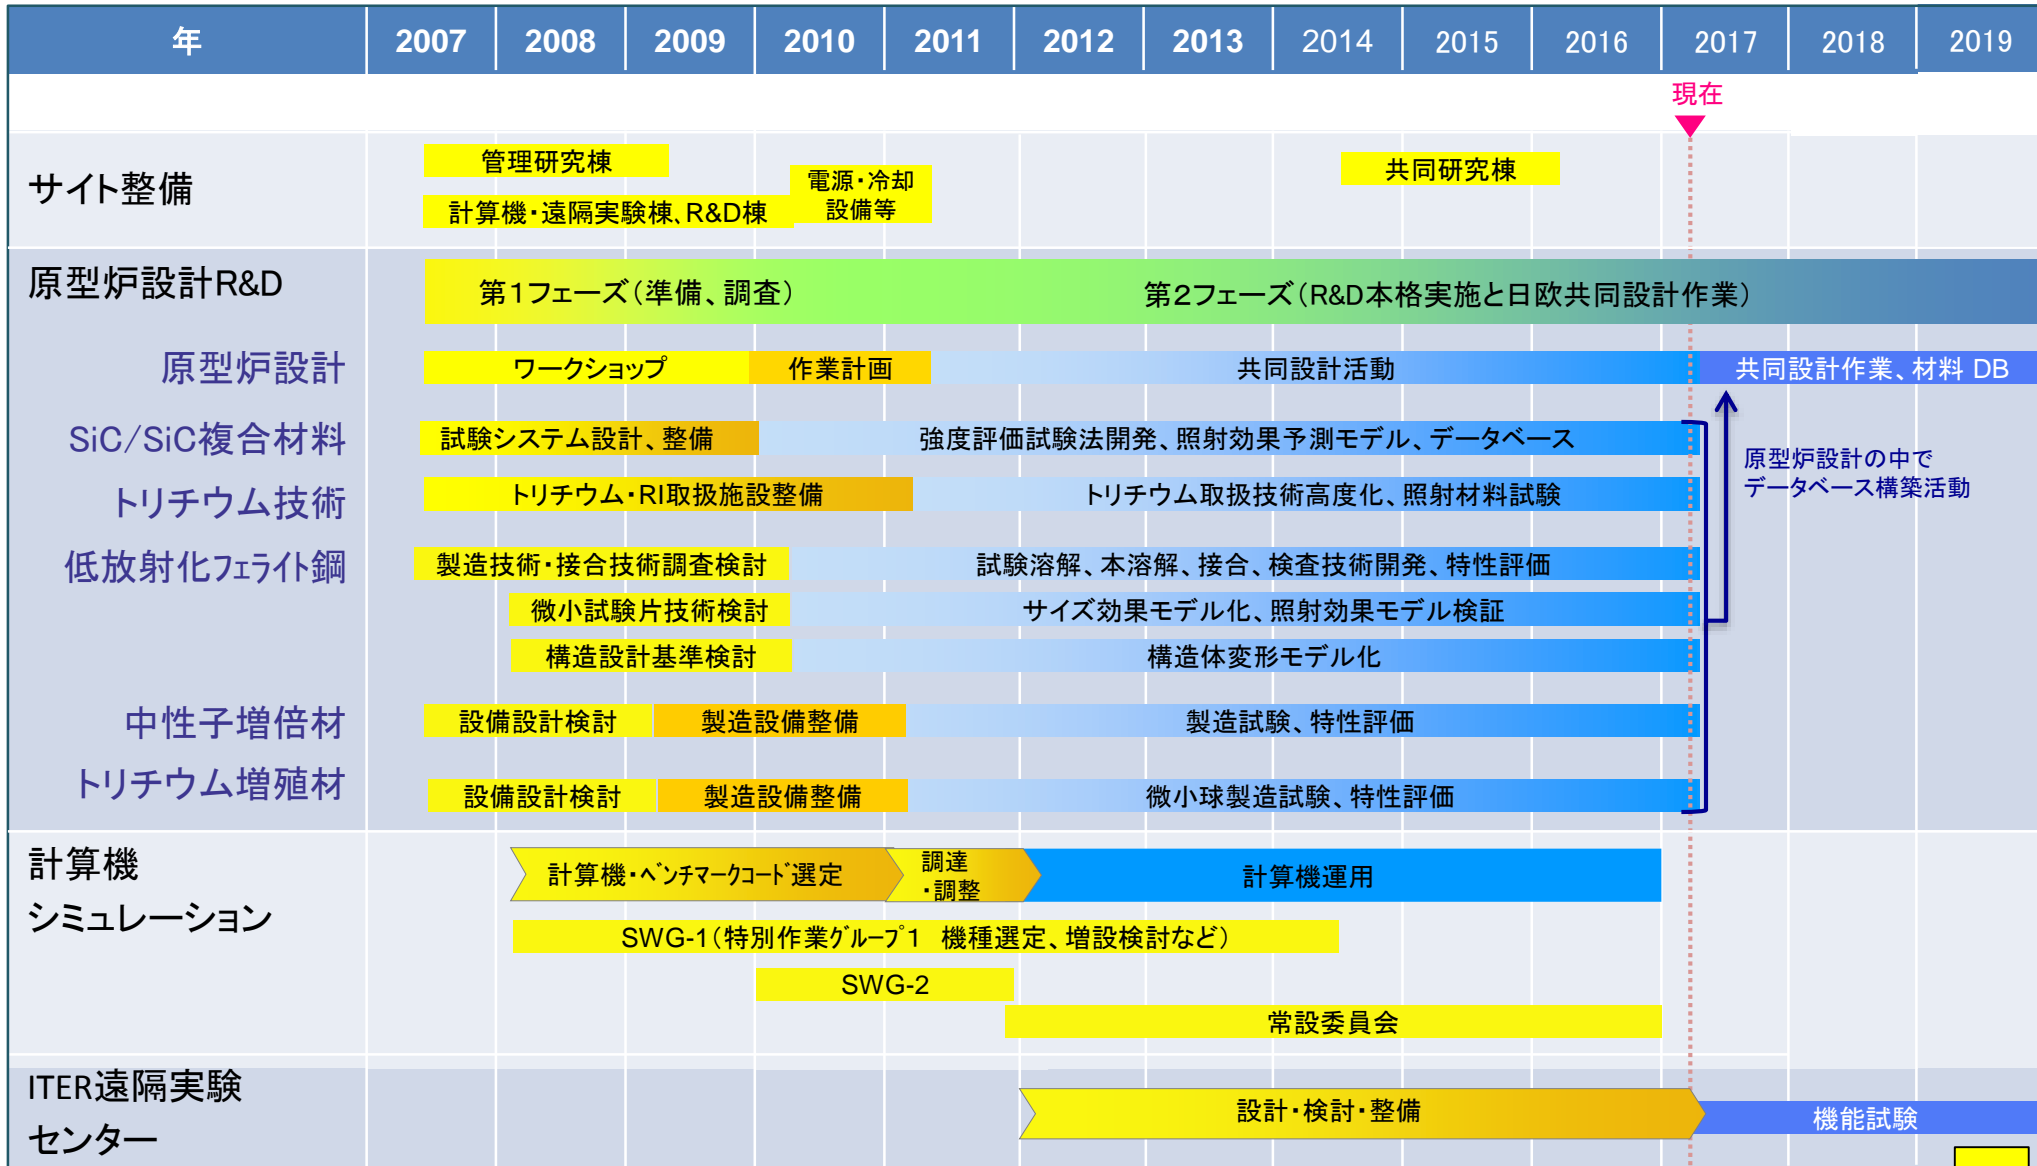 年 2007 2008 2009 2010 2011 2012 2013 2014 2015 2016 2017 2018 2019
現在
サイト整備
管理研究棟
計算機・遠隔実験棟、R&D棟
電源・冷却
設備等
共同研究棟
原型炉設計R&D
第1フェーズ(準備、調査)
第2フェーズ(R&D本格実施と日欧共同設計作業)
原型炉設計
ワークショップ
作業計画
共同設計活動
共同設計作業、材料 DB
SiC/SiC複合材料
試験システム設計、整備
強度評価試験法開発、照射効果予測モデル、データベース
原型炉設計の中で
データベース構築活動
トリチウム技術
トリチウム・RI取扱施設整備
トリチウム取扱技術高度化、照射材料試験
低放射化フェライト鋼
製造技術・接合技術調査検討
試験溶解、本溶解、接合、検査技術開発、特性評価
微小試験片技術検討
サイズ効果モデル化、照射効果モデル検証
構造設計基準検討
構造体変形モデル化
中性子増倍材
設備設計検討
製造設備整備
製造試験、特性評価
トリチウム増殖材
設備設計検討
製造設備整備
微小球製造試験、特性評価
計算機
シミュレーション
計算機・ベンチマークコード選定
調達
・調整
計算機運用
SWG-1(特別作業グループ1 機種選定、増設検討など)
SWG-2
常設委員会
ITER遠隔実験
センター
設計・検討・整備
機能試験